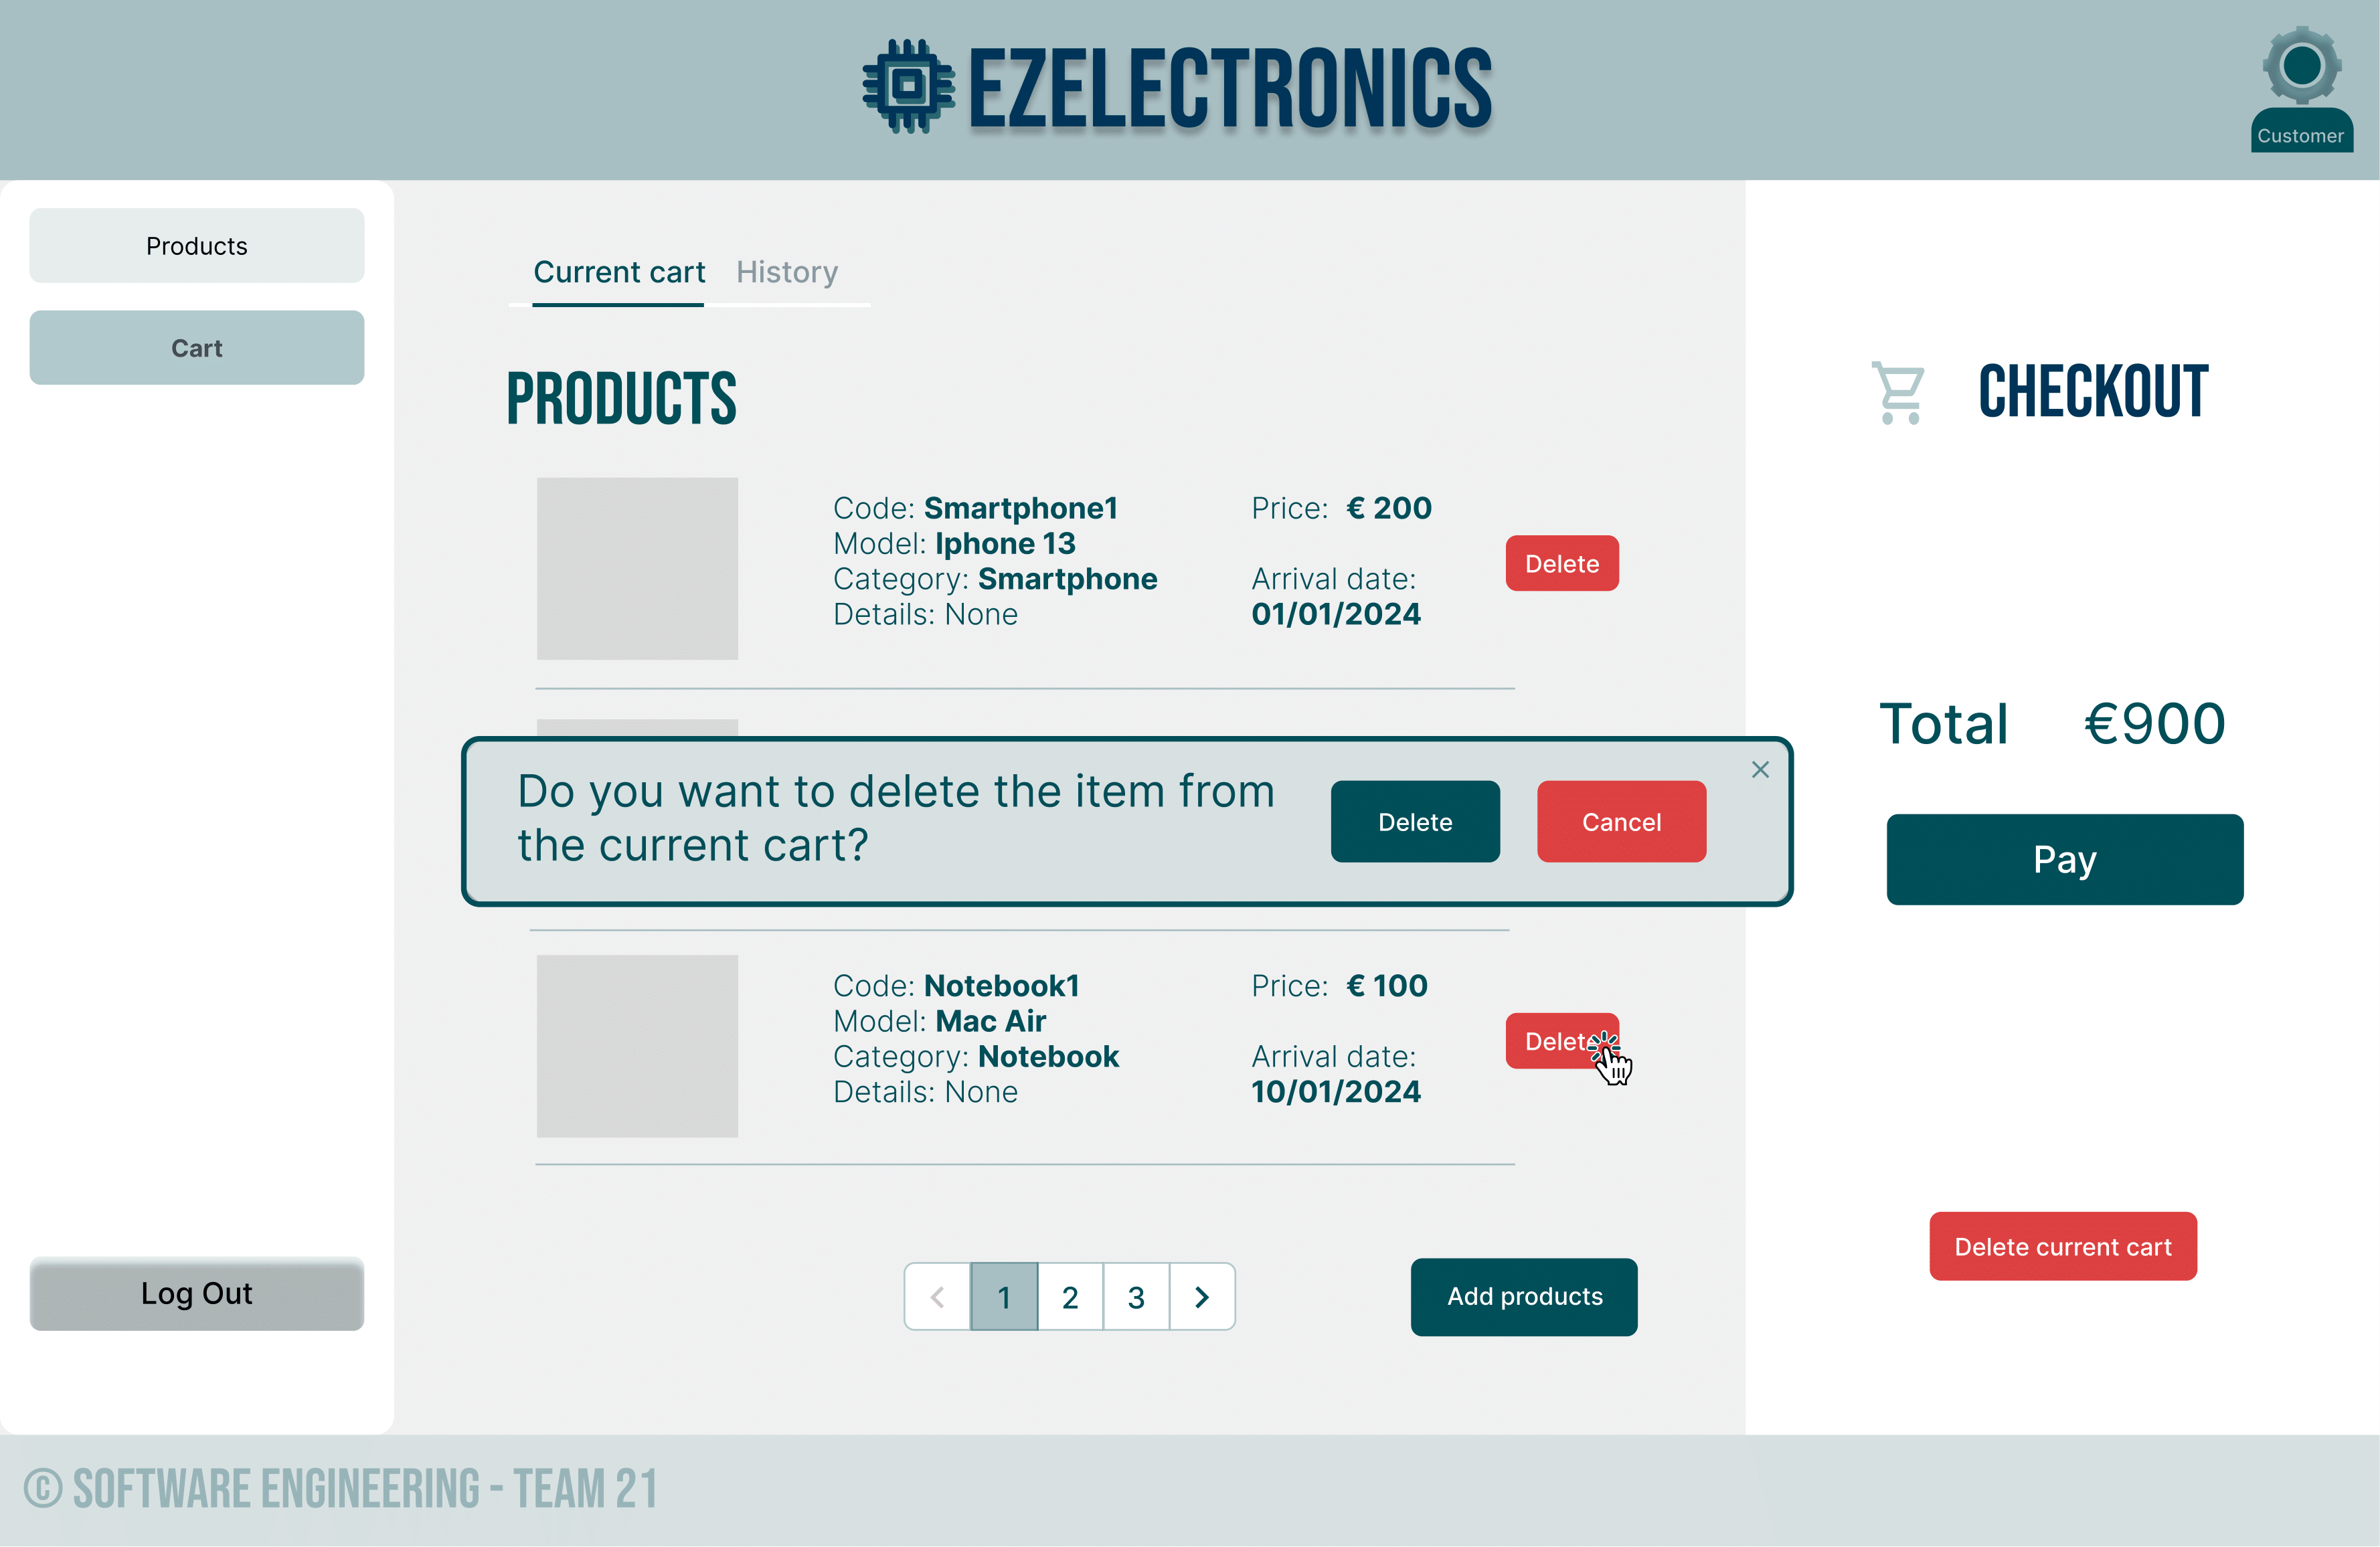 EZELECTRONICS
Customer
Products
Cart
Current cart
History
PRODUCTS
Code: Smartphone1
Model: Iphone 13
Category: Smartphone
Details: None
Price: € 200
Arrival date:
01/01/2024
Delete
Do you want to delete the item from
the current cart?
Delete
Cancel
Code: Notebook1
Model: Mac Air
Category: Notebook
Details: None
Price: € 100
Arrival date:
10/01/2024
Delete
1
2
3
Add products
CHECKOUT
Total €900
Pay
Delete current cart
Log Out
© SOFTWARE ENGINEERING - TEAM 21